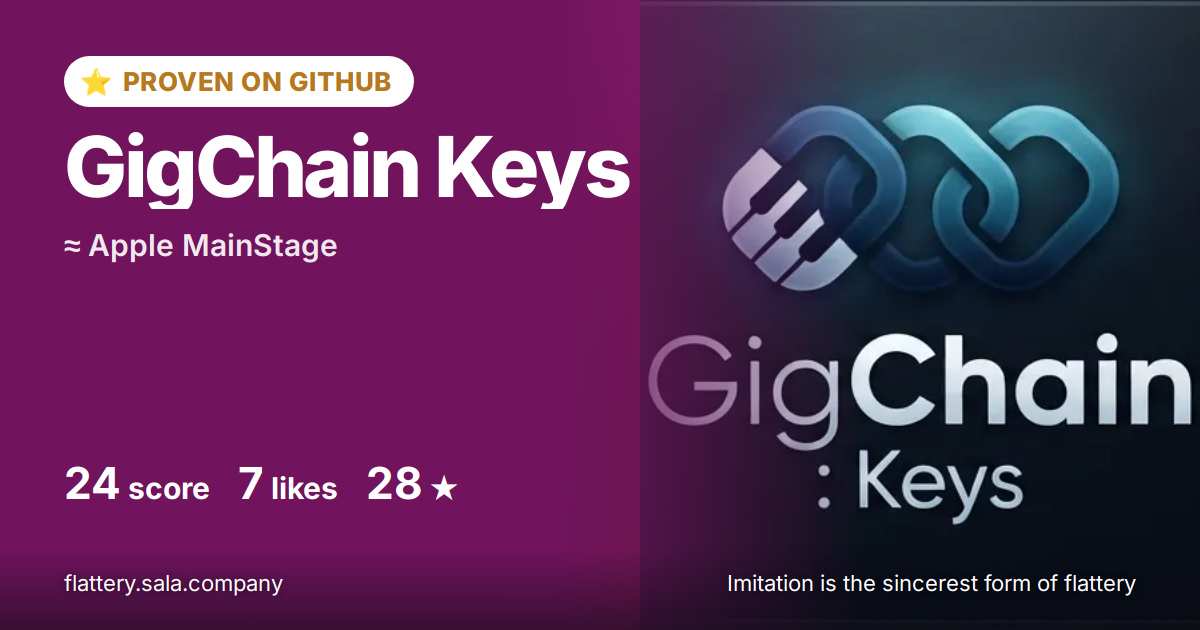 ⭐ PROVEN ON GITHUB
GigChain Keys
≈ Apple MainStage
24 score 7 likes 28 ★
flattery.sala.company
GigChain
: Keys
Imitation is the sincerest form of flattery